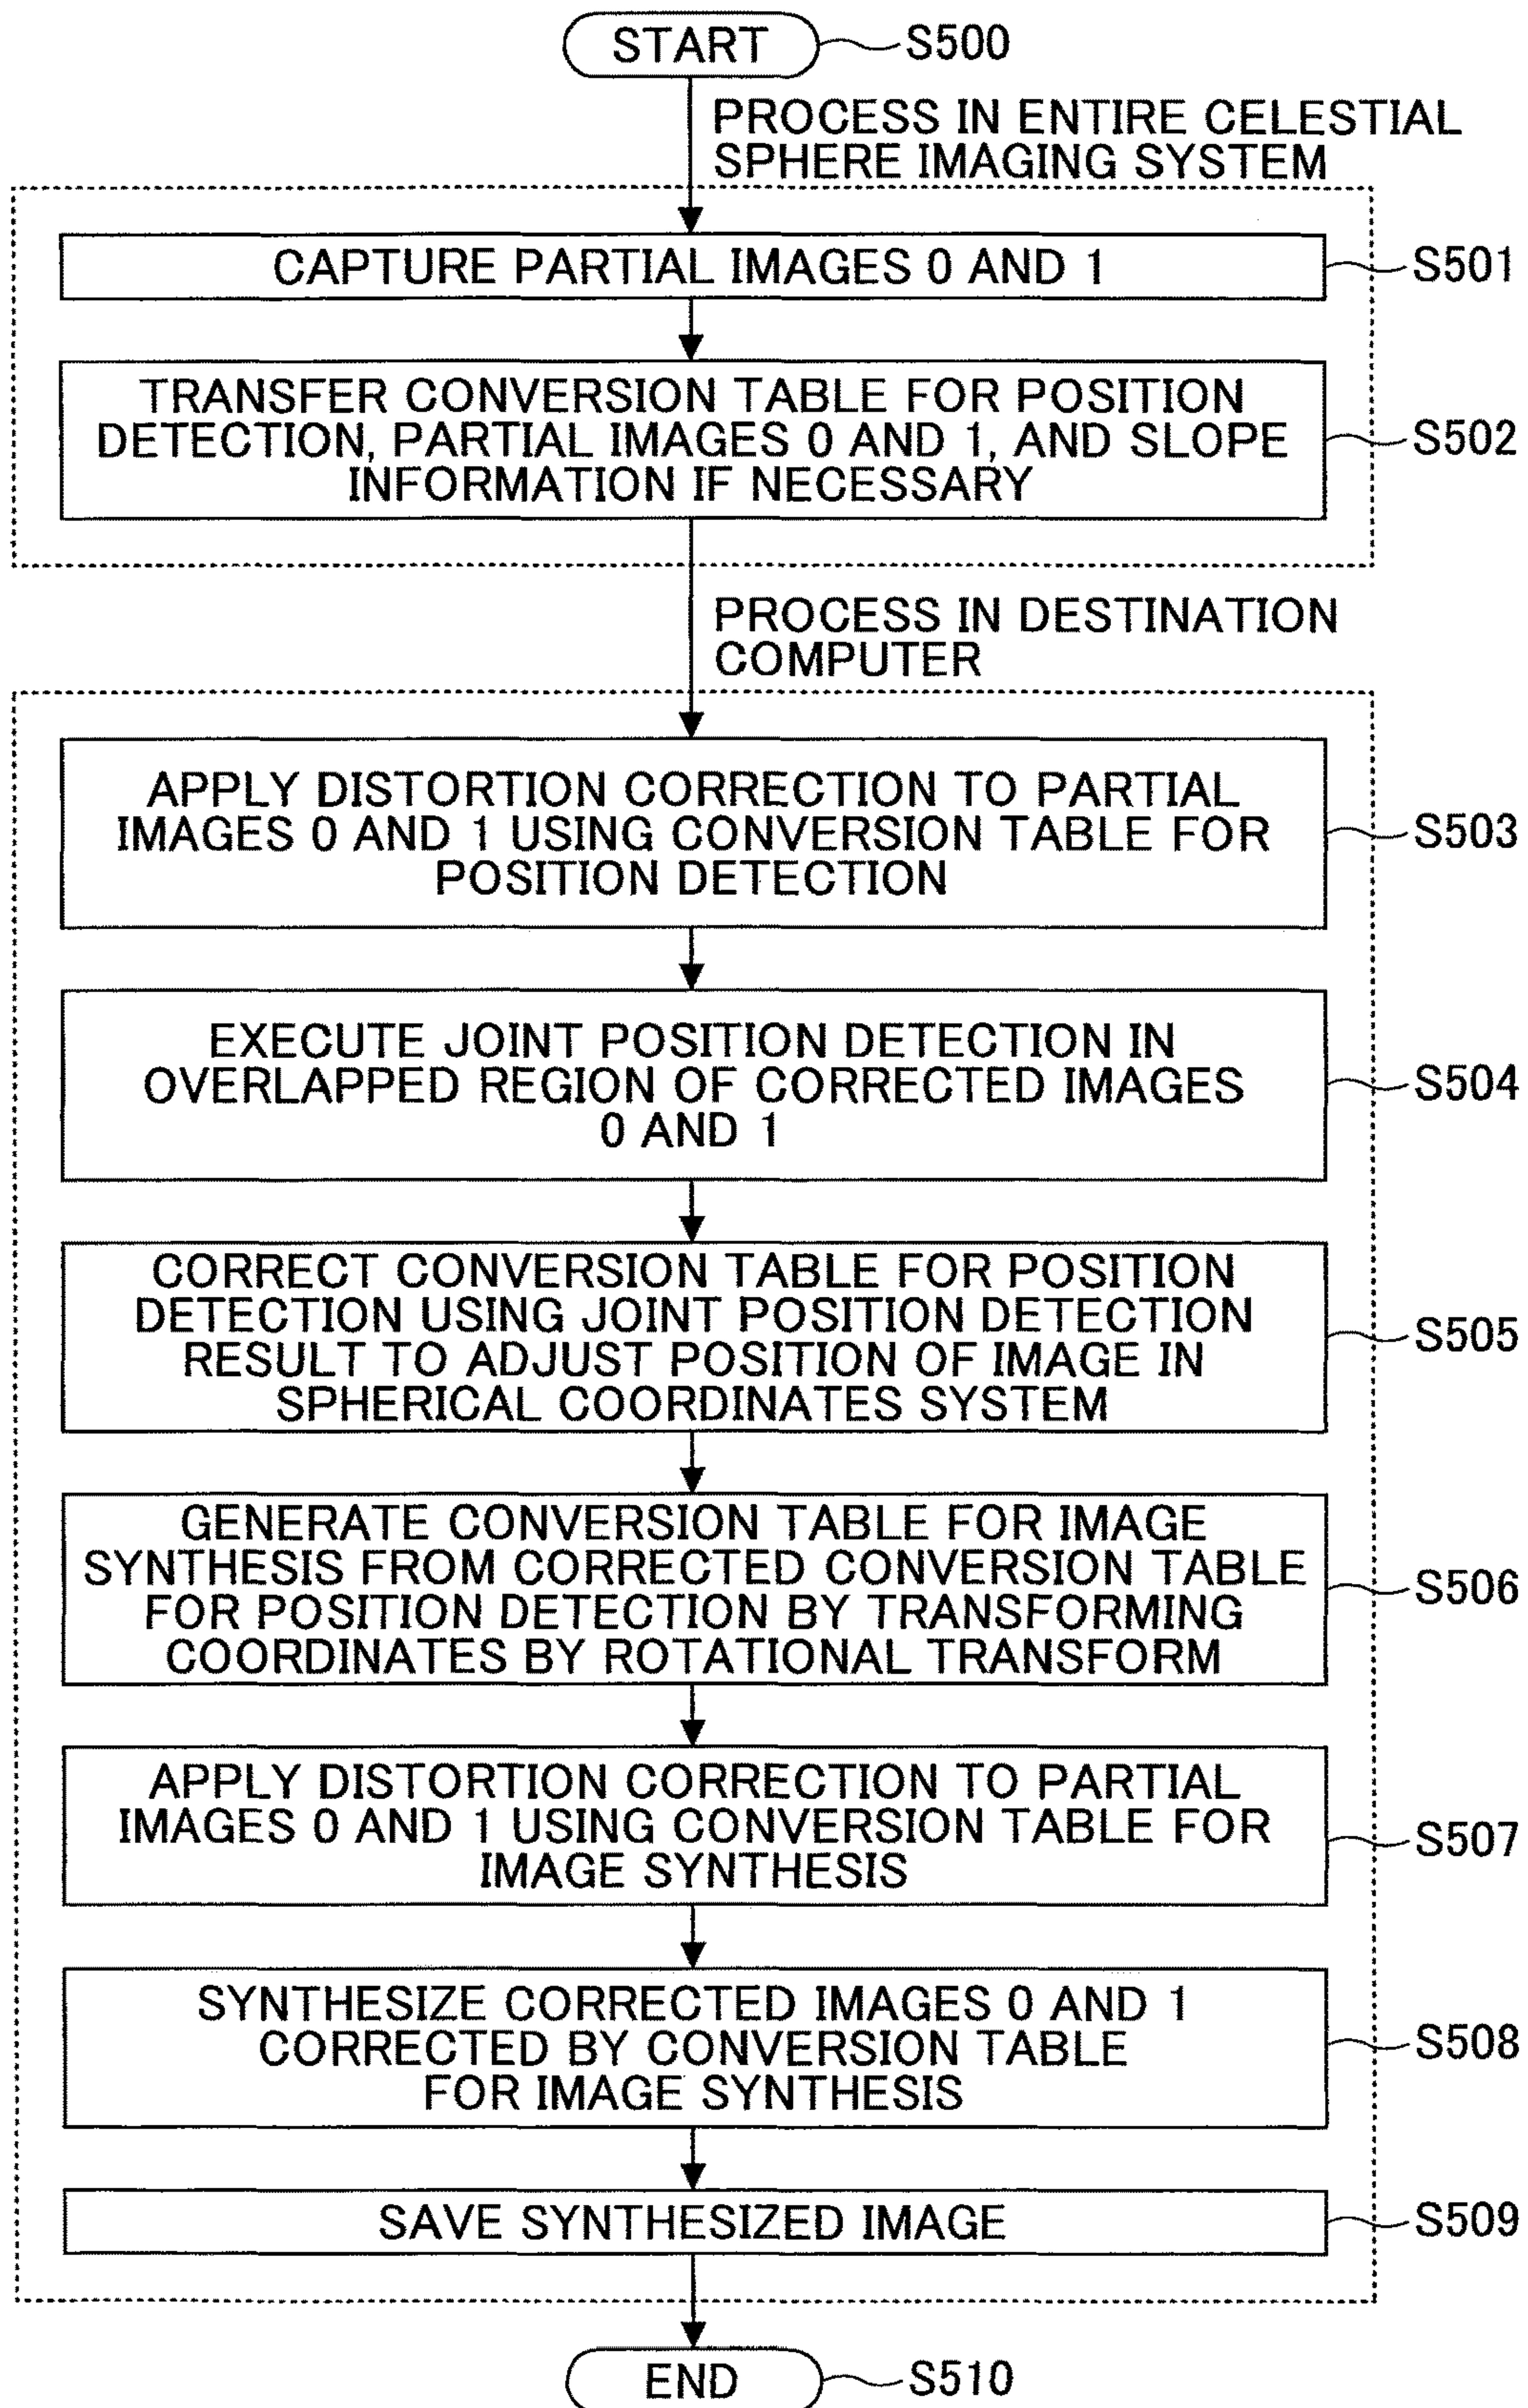 START
S500
PROCESS IN ENTIRE CELESTIAL
SPHERE IMAGING SYSTEM
CAPTURE PARTIAL IMAGES 0 AND 1
S501
TRANSFER CONVERSION TABLE FOR POSITION
DETECTION, PARTIAL IMAGES 0 AND 1, AND SLOPE
INFORMATION IF NECESSARY
S502
PROCESS IN DESTINATION
COMPUTER
APPLY DISTORTION CORRECTION TO PARTIAL
IMAGES 0 AND 1 USING CONVERSION TABLE FOR
POSITION DETECTION
S503
EXECUTE JOINT POSITION DETECTION IN
OVERLAPPED REGION OF CORRECTED IMAGES
0 AND 1
S504
CORRECT CONVERSION TABLE FOR POSITION
DETECTION USING JOINT POSITION DETECTION
RESULT TO ADJUST POSITION OF IMAGE IN
SPHERICAL COORDINATES SYSTEM
S505
GENERATE CONVERSION TABLE FOR IMAGE
SYNTHESIS FROM CORRECTED CONVERSION TABLE
FOR POSITION DETECTION BY TRANSFORMING
COORDINATES BY ROTATIONAL TRANSFORM
S506
APPLY DISTORTION CORRECTION TO PARTIAL
IMAGES 0 AND 1 USING CONVERSION TABLE FOR
IMAGE SYNTHESIS
S507
SYNTHESIZE CORRECTED IMAGES 0 AND 1
CORRECTED BY CONVERSION TABLE
FOR IMAGE SYNTHESIS
S508
SAVE SYNTHESIZED IMAGE
S509
END
S510